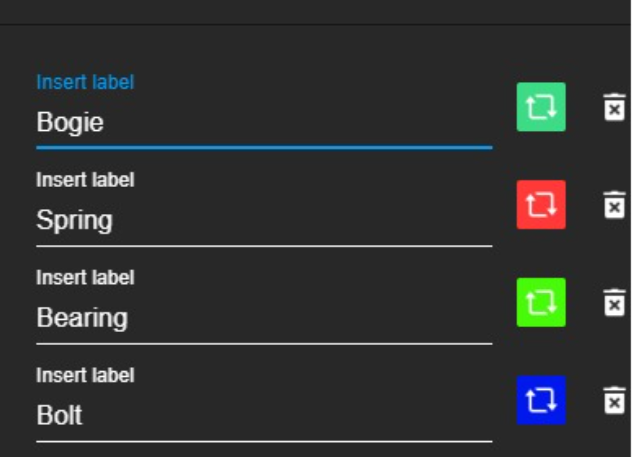 Insert label
Bogie
Insert label
Spring
Insert label
Bearing
Insert label
Bolt